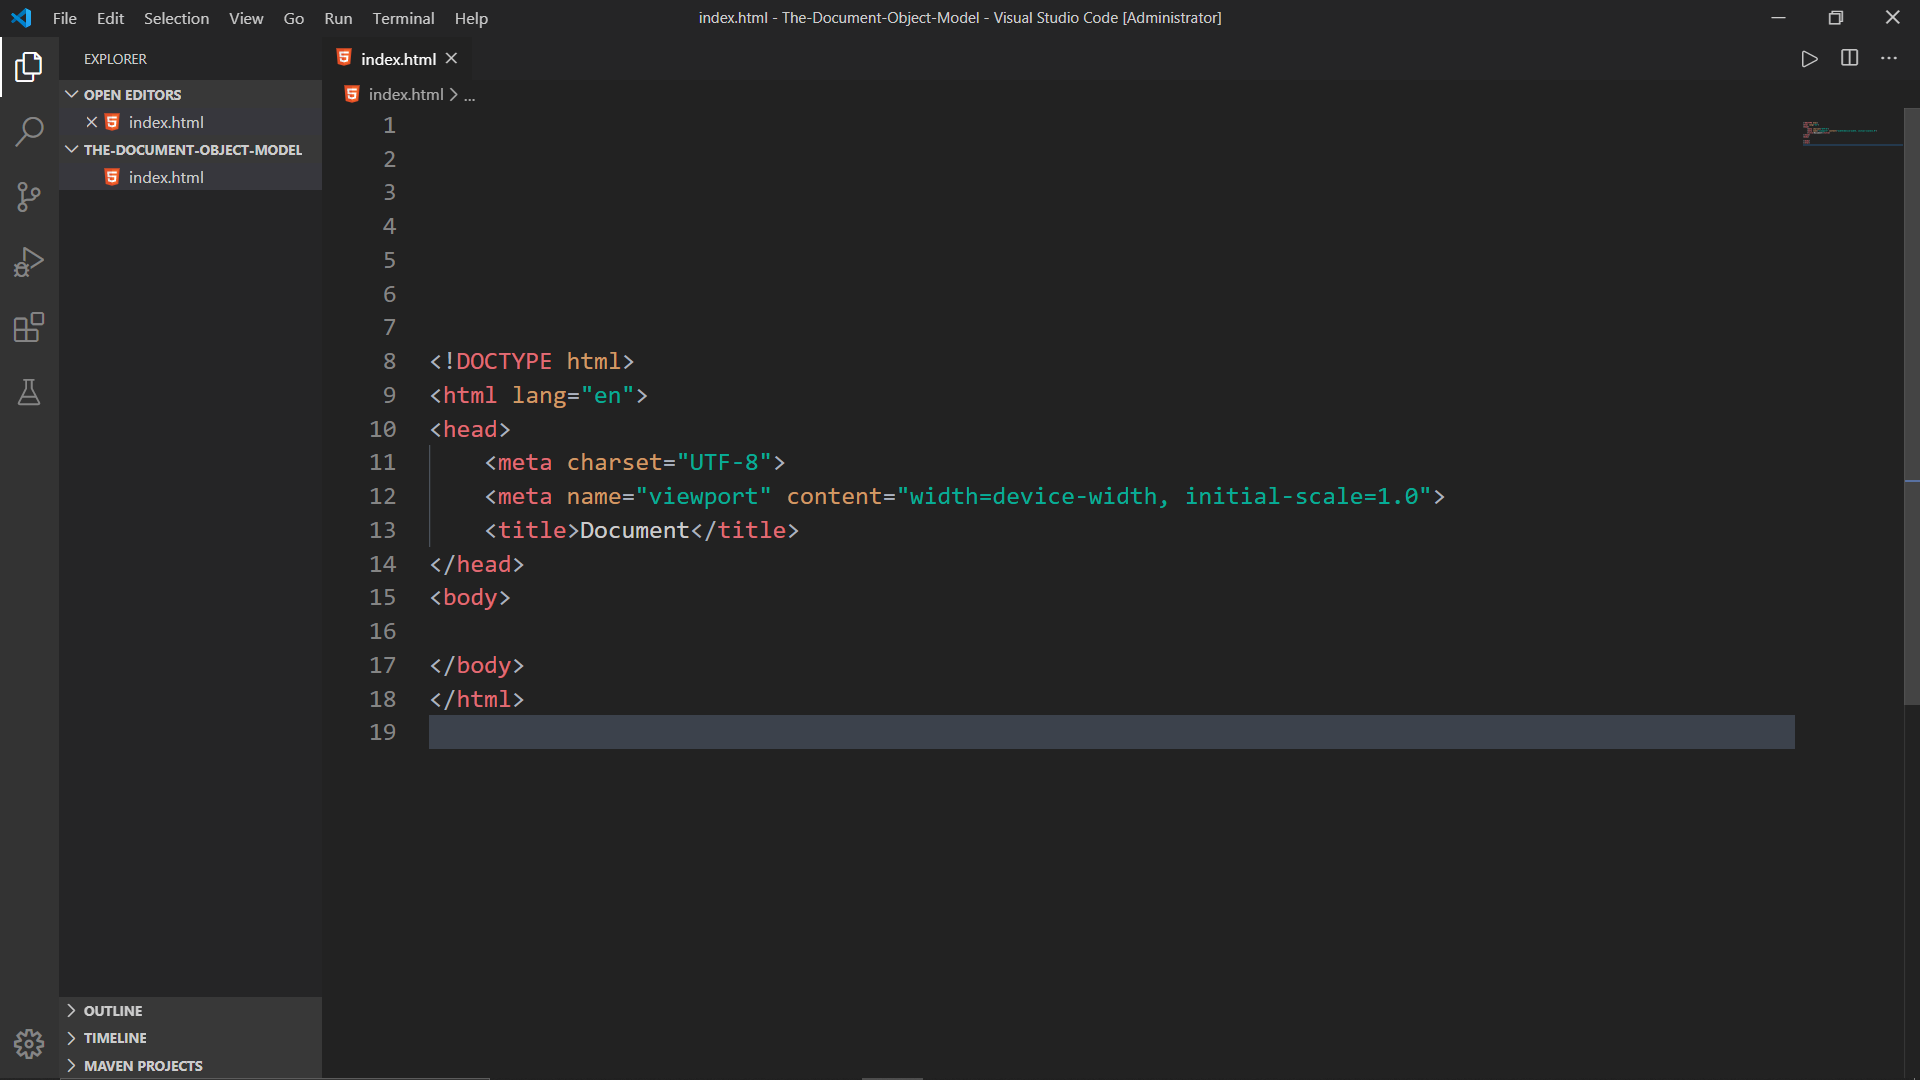 File Edit Selection View Go Run Terminal Help
index.html - The-Document-Object-Model - Visual Studio Code [Administrator]
EXPLORER
OPEN EDITORS
index.html
THE-DOCUMENT-OBJECT-MODEL
index.html
OUTLINE
TIMELINE
MAVEN PROJECTS
index.html
index.html > ...
1
2
3
4
5
6
7
8 <!DOCTYPE html>
9 <html lang="en">
10 <head>
11     <meta charset="UTF-8">
12     <meta name="viewport" content="width=device-width, initial-scale=1.0">
13     <title>Document</title>
14 </head>
15 <body>
16
17 </body>
18 </html>
19